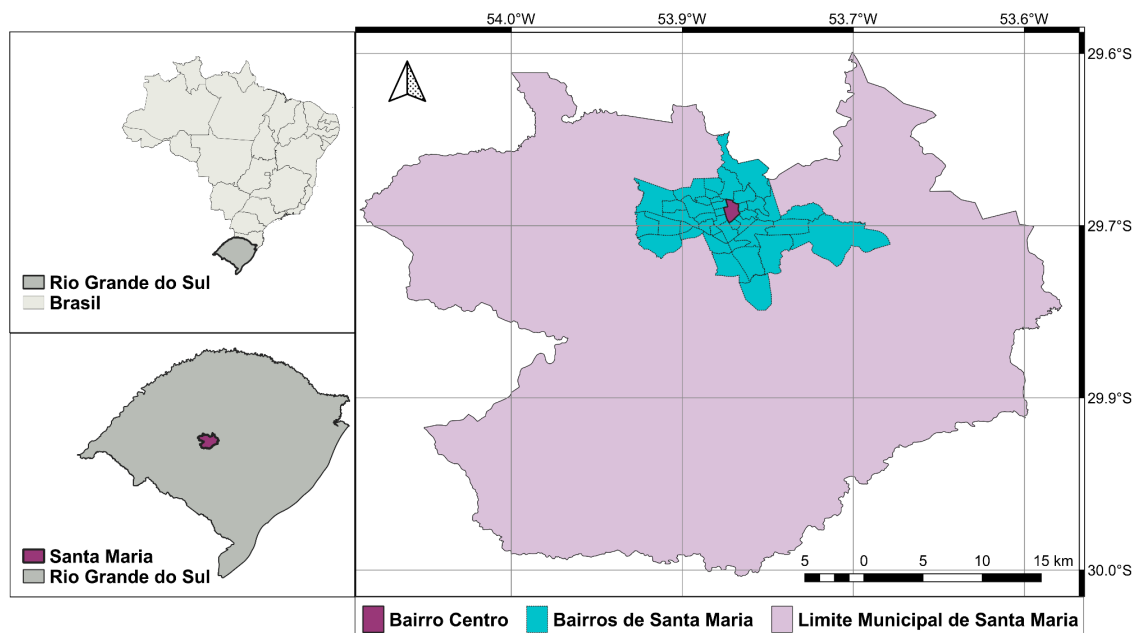 54.0°W 53.9°W 53.7°W 53.6°W
29.6°S
29.7°S
29.9°S
30.0°S
Rio Grande do Sul
Brasil
Santa Maria
Rio Grande do Sul
5 0 5 10 15 km
Bairro Centro Bairros de Santa Maria Limite Municipal de Santa Maria